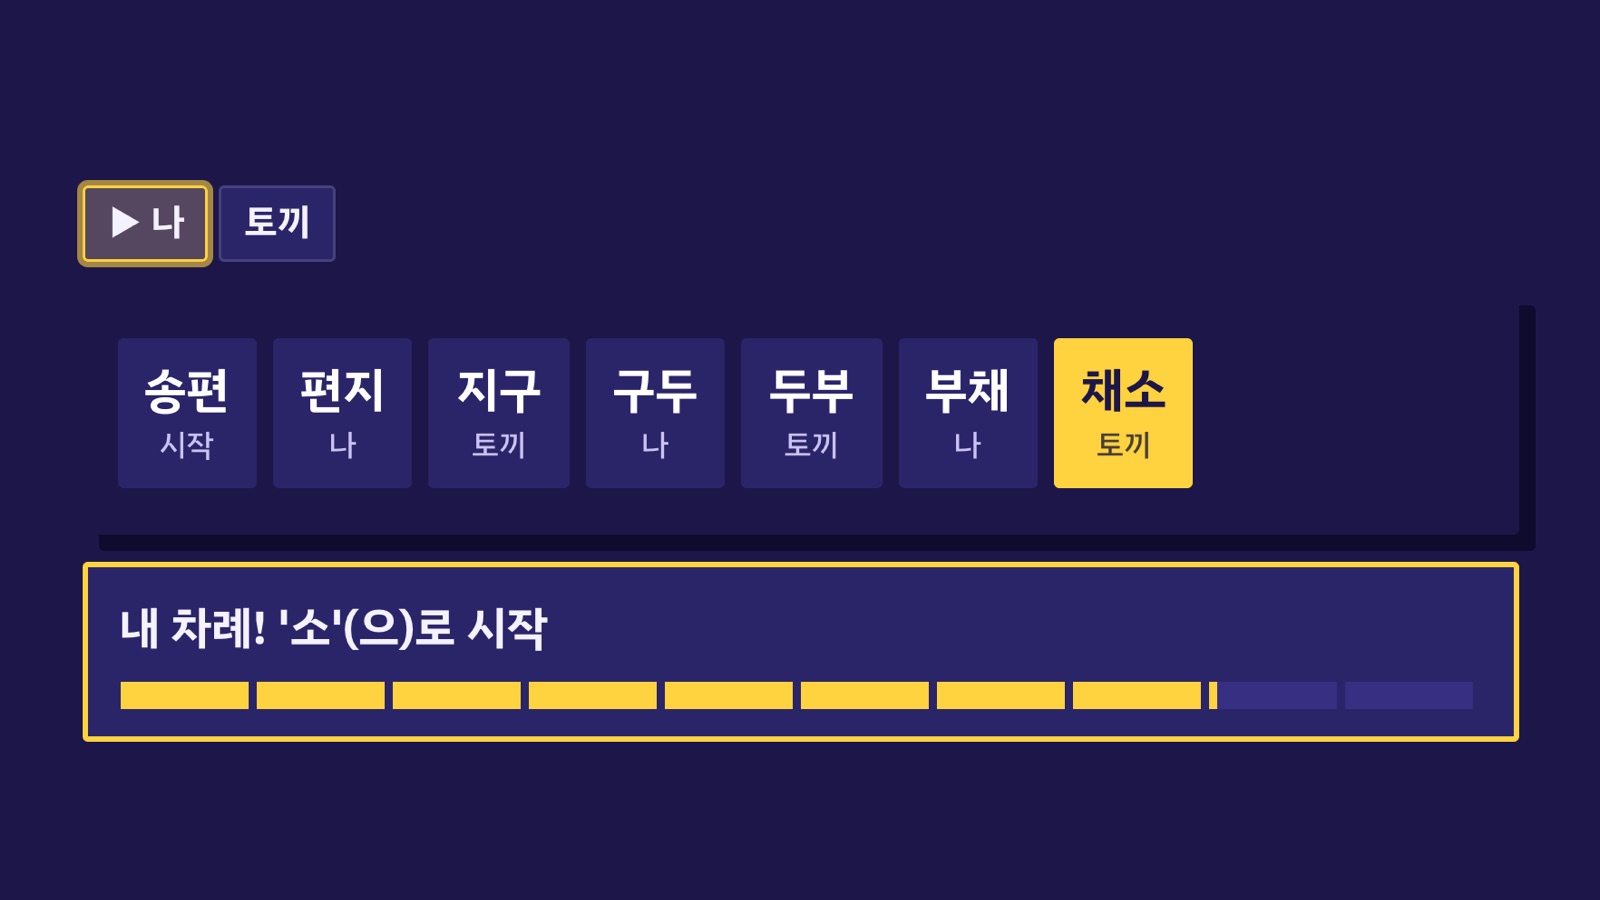 ▶ 나 토끼
송편 편지 지구 구두 두부 부채 채소
시작 나 토끼 나 토끼 나 토끼
내 차례! '소'(으)로 시작